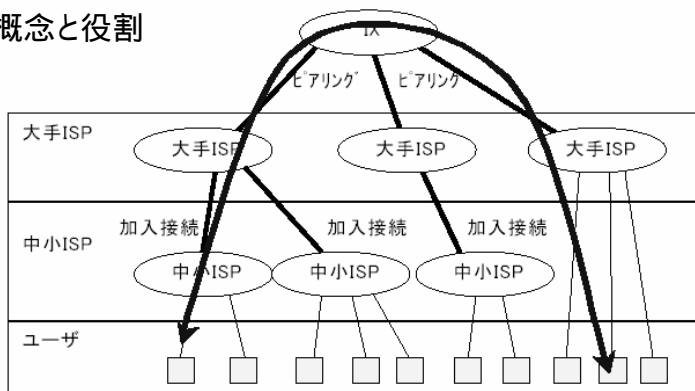 概念と役割
IX
ピアリング ピアリング
大手ISP
大手ISP 大手ISP 大手ISP
加入接続 加入接続 加入接続
中小ISP
中小ISP 中小ISP 中小ISP
ユーザ